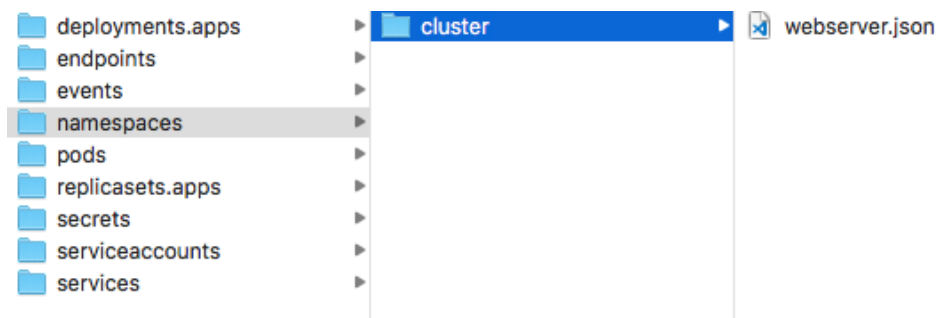 deployments.apps
endpoints
events
namespaces
pods
replicasets.apps
secrets
serviceaccounts
services
cluster
webserver.json